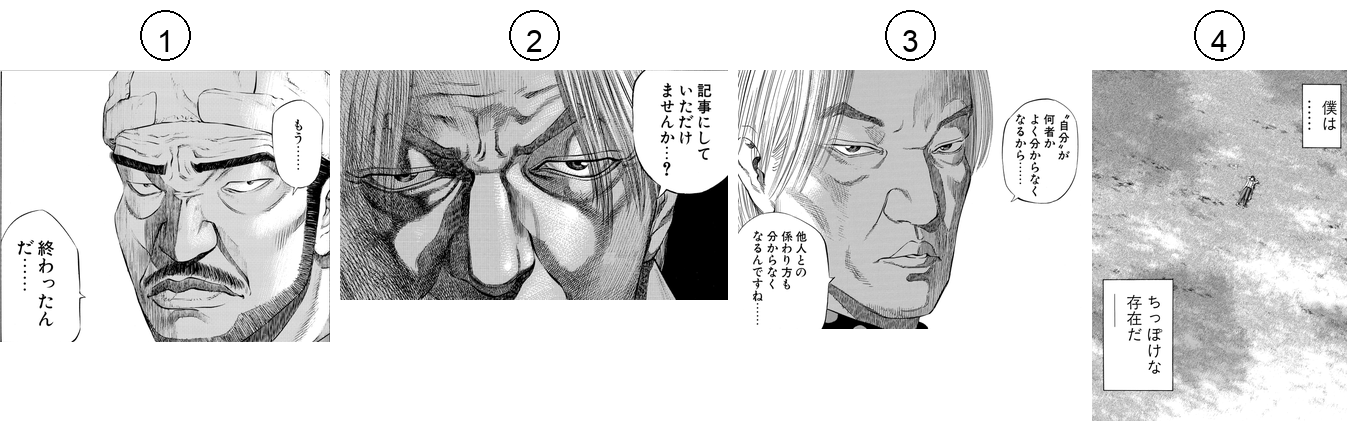 1
もう……
終わったん
だ……
2
記事にして
いただけ
ませんか…？
3
〝自分〟が
何者か
よく分からなく
なるから……
他人との
係わり方も
分からなく
なるんですね……
4
僕は
……
ちっぽけな
存在だ
──